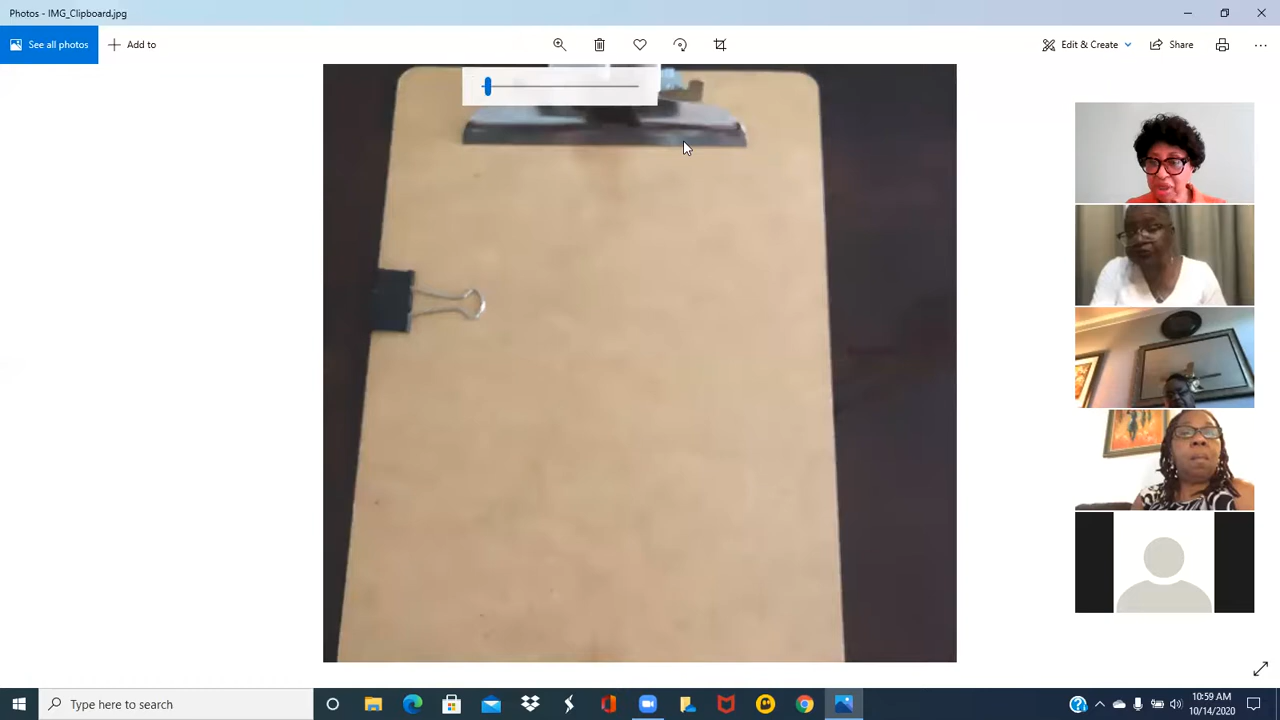 Photos - IMG_Clipboard.jpg
See all photos
Add to
Edit & Create
Share
Type here to search
10:59 AM
10/14/2020